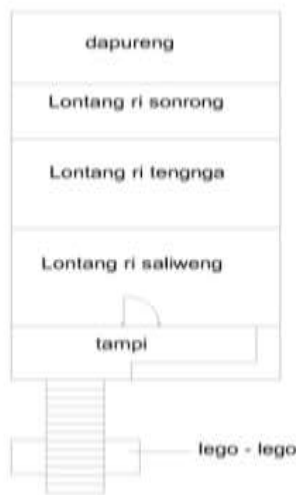 dapureng
Lontang ri sonrong
Lontang ri tengnga
Lontang ri saliweng
tampi
lego - lego